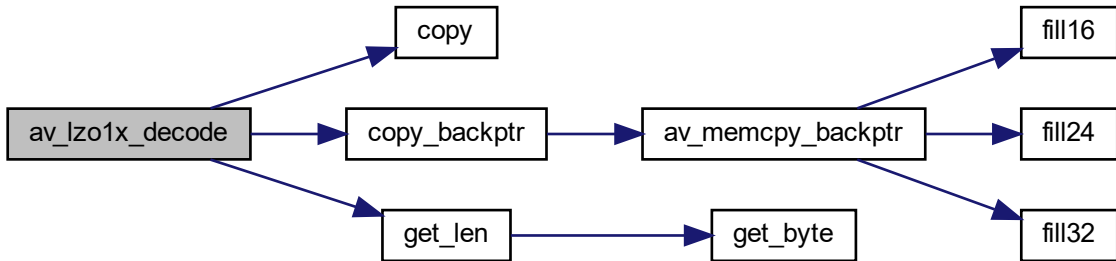 copy
fill16
av_lzo1x_decode
copy_backptr
av_memcpy_backptr
fill24
get_len
get_byte
fill32